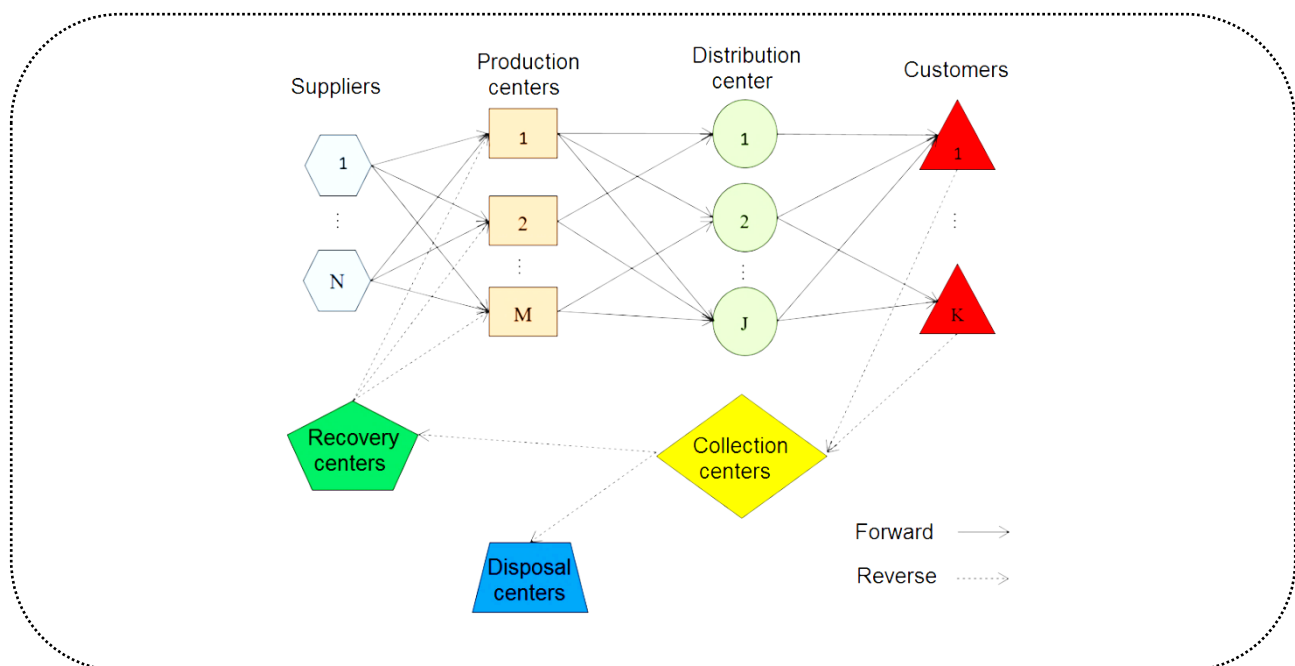 Suppliers
Production
centers
Distribution
center
Customers
1
⋮
N
1
2
⋮
M
1
2
⋮
J
1
⋮
K
Recovery
centers
Collection
centers
Disposal
centers
Forward
Reverse